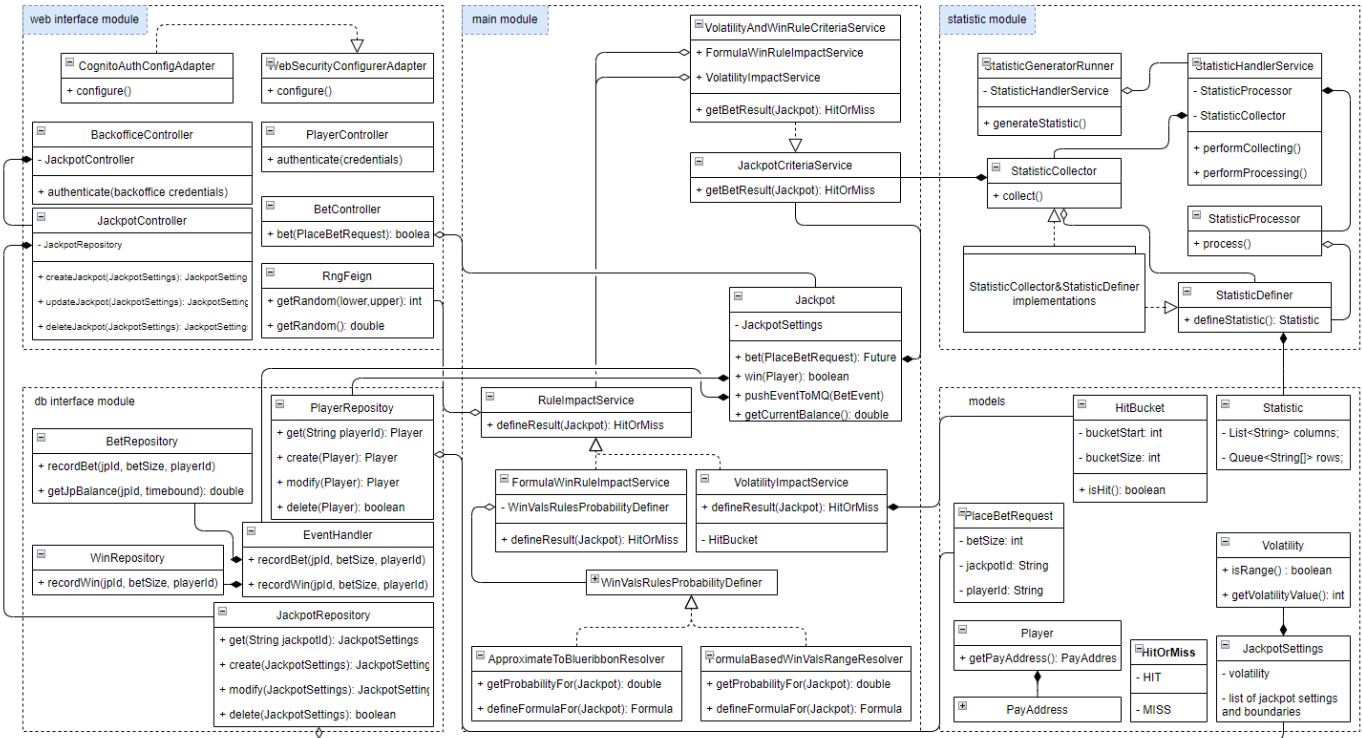 web interface module
CognitoAuthConfigAdapter
+ configure()
WebSecurityConfigurerAdapter
+ configure()
BackofficeController
- JackpotController
+ authenticate(backoffice credentials)
PlayerController
+ authenticate(credentials)
JackpotController
- JackpotRepository
+ createJackpot(JackpotSettings): JackpotSetting
+ updateJackpot(JackpotSettings): JackpotSetting
+ deleteJackpot(JackpotSettings): JackpotSetting
BetController
+ bet(PlaceBetRequest): boolea
RngFeign
+ getRandom(lower,upper): int
+ getRandom(): double
db interface module
BetRepository
+ recordBet(jpId, betSize, playerId)
+ getJpBalance(jpId, timebound): double
PlayerRepositoy
+ get(String playerId): Player
+ create(Player): Player
+ modify(Player): Player
+ delete(Player): boolean
WinRepository
+ recordWin(jpId, betSize, playerId)
EventHandler
+ recordBet(jpId, betSize, playerId)
+ recordWin(jpId, betSize, playerId)
JackpotRepository
+ get(String jackpotId): JackpotSettings
+ create(JackpotSettings): JackpotSetting
+ modify(JackpotSettings): JackpotSetting
+ delete(JackpotSettings): boolean
main module
VolatilityAndWinRuleCriteriaService
+ FormulaWinRuleImpactService
+ VolatilityImpactService
+ getBetResult(Jackpot): HitOrMiss
JackpotCriteriaService
+ getBetResult(Jackpot): HitOrMiss
Jackpot
- JackpotSettings
+ bet(PlaceBetRequest): Future
+ win(Player): boolean
+ pushEventToMQ(BetEvent)
+ getCurrentBalance(): double
RuleImpactService
+ defineResult(Jackpot): HitOrMiss
FormulaWinRuleImpactService
- WinValsRulesProbabilityDefiner
+ defineResult(Jackpot): HitOrMiss
VolatilityImpactService
+ defineResult(Jackpot): HitOrMiss
- HitBucket
WinValsRulesProbabilityDefiner
ApproximateToBlueribbonResolver
+ getProbabilityFor(Jackpot): double
+ defineFormulaFor(Jackpot): Formula
FormulaBasedWinValsRangeResolver
+ getProbabilityFor(Jackpot): double
+ defineFormulaFor(Jackpot): Formula
statistic module
StatisticGeneratorRunner
- StatisticHandlerService
+ generateStatistic()
StatisticHandlerService
- StatisticProcessor
- StatisticCollector
+ performCollecting()
+ performProcessing()
StatisticCollector
+ collect()
StatisticProcessor
+ process()
StatisticCollector&StatisticDefiner
implementations
StatisticDefiner
+ defineStatistic(): Statistic
models
HitBucket
- bucketStart: int
- bucketSize: int
+ isHit(): boolean
Statistic
- List<String> columns;
- Queue<String[]> rows;
PlaceBetRequest
- betSize: int
- jackpotId: String
- playerId: String
Volatility
+ isRange() : boolean
+ getVolatilityValue(): int
Player
+ getPayAddress(): PayAddres
PayAddress
HitOrMiss
- HIT
- MISS
JackpotSettings
- volatility
- list of jackpot settings
and boundaries